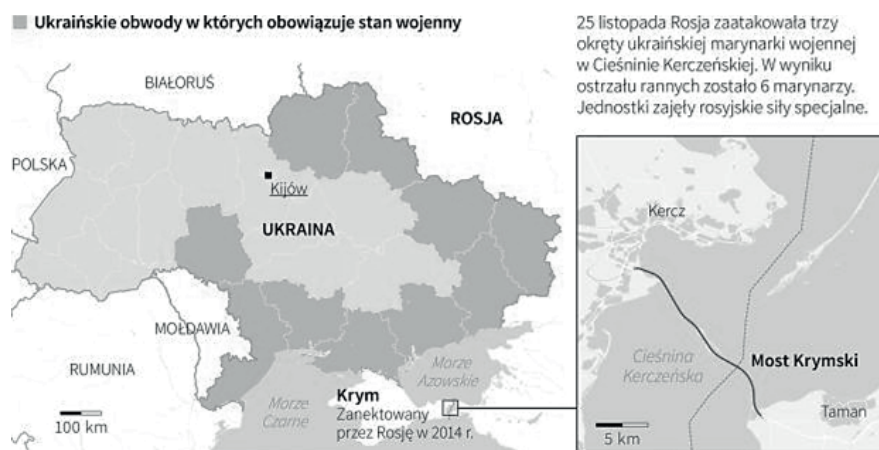 Ukraińskie obwody w których obowiązuje stan wojenny
25 listopada Rosja zaatakowała trzy
okręty ukraińskiej marynarki wojennej
w Cieśninie Kerczeńskiej. W wyniku
ostrzału rannych zostało 6 marynarzy.
Jednostki zajęły rosyjskie siły specjalne.
BIAŁORUŚ
ROSJA
POLSKA
Kijów
UKRAINA
MOŁDAWIA
RUMUNIA
Morze
Azowskie
Krym
Zanektowany
przez Rosję w 2014 r.
Morze
Czarne
100 km
Kercz
Cieśnina
Kerczeńska
Most Krymski
Taman
5 km